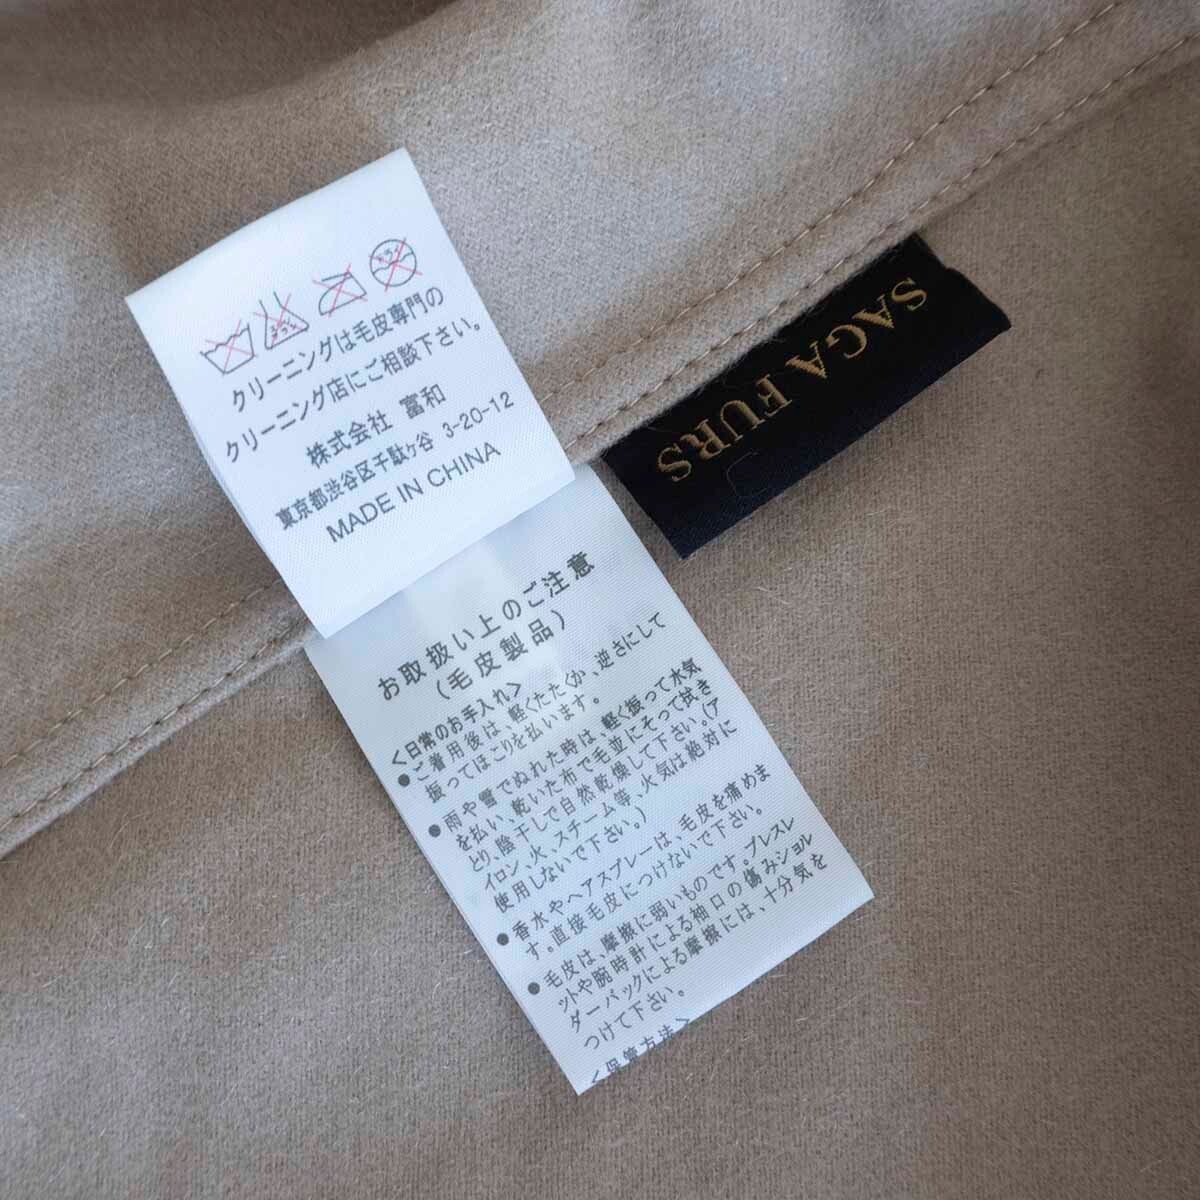 クリーニングは毛皮専門の
クリーニング店にご相談下さい。
株式会社 富和
東京都渋谷区千駄ヶ谷 3-20-12
MADE IN CHINA
SAGA FURS
お取扱い上のご注意
(毛皮製品)
<日常のお手入れ>
●ご着用後は、軽くたたくか、逆さにして
振ってほこりを払います。
●雨や雪でぬれた時は、軽く振って水気
を払い、乾いた布で毛並にそって拭き
とり、陰干しで自然乾燥して下さい。(ア
イロン、火、スチーム等、火気は絶対に
使用しないで下さい。)
●香水やヘアスプレーは、毛皮を痛めま
す。直接毛皮につけないで下さい。
●毛皮は、摩擦に弱いものです。ブレスレ
ットや腕時計による袖口の傷みショル
ダーバックによる摩擦には、十分気を
つけて下さい。
<保管方法>